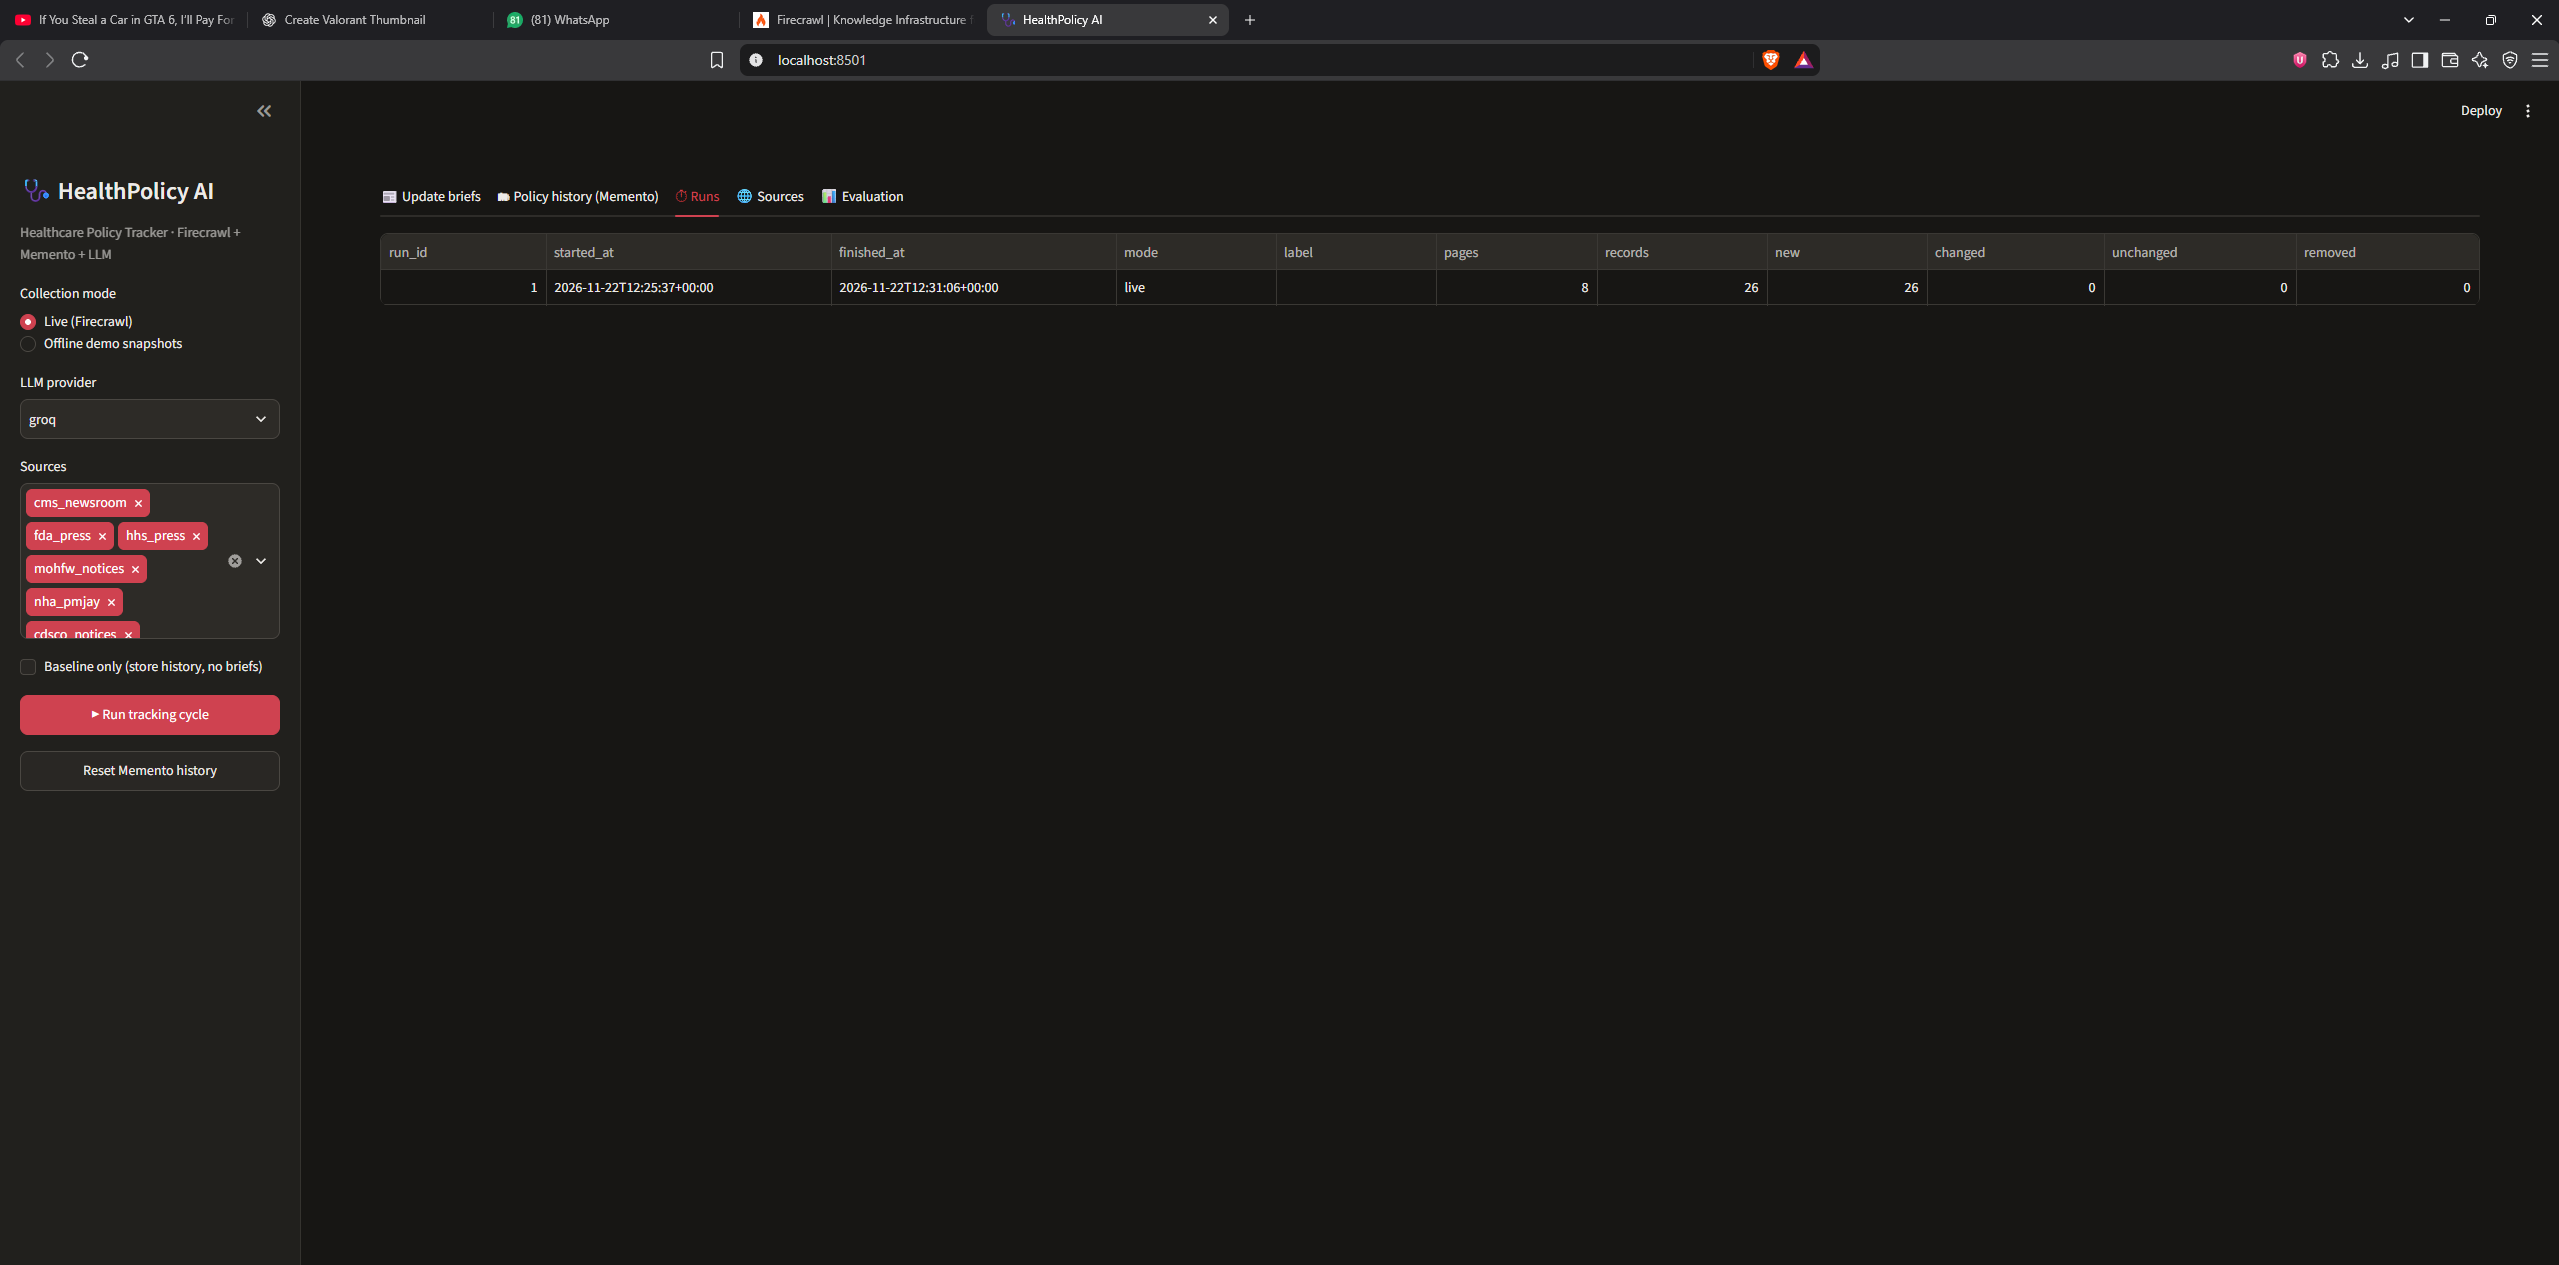 If You Steal a Car in GTA 6, I'll Pay For
Create Valorant Thumbnail
81
(81) WhatsApp
Firecrawl | Knowledge Infrastructure
HealthPolicy AI
localhost:8501
Deploy
HealthPolicy AI
Healthcare Policy Tracker · Firecrawl +
Memento + LLM
Collection mode
Live (Firecrawl)
Offline demo snapshots
LLM provider
groq
Sources
cms_newsroom ×
fda_press × hhs_press ×
mohfw_notices ×
nha_pmjay ×
cdsco_notices ×
Baseline only (store history, no briefs)
Run tracking cycle
Reset Memento history
Update briefs Policy history (Memento) Runs Sources Evaluation
run_id started_at finished_at mode label pages records new changed unchanged removed
1 2026-11-22T12:25:37+00:00 2026-11-22T12:31:06+00:00 live 8 26 26 0 0 0